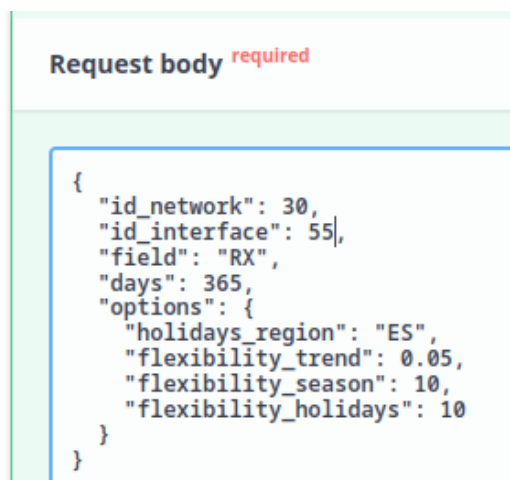 Request body required
{
  "id_network": 30,
  "id_interface": 55,
  "field": "RX",
  "days": 365,
  "options": {
    "holidays_region": "ES",
    "flexibility_trend": 0.05,
    "flexibility_season": 10,
    "flexibility_holidays": 10
  }
}